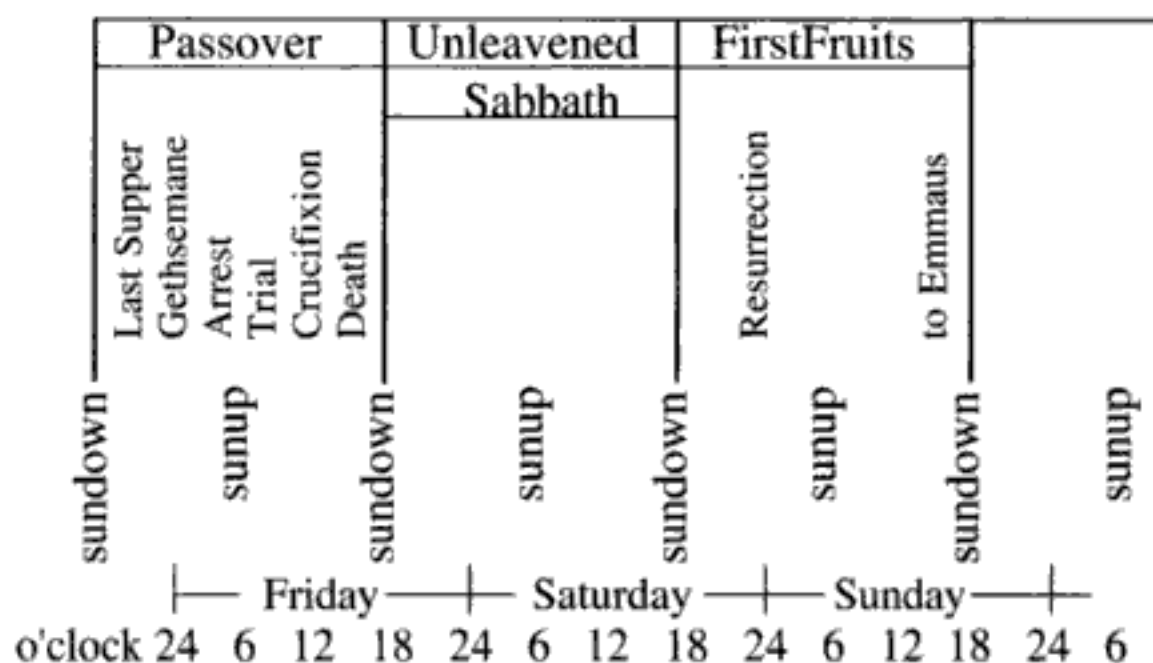 Passover Unleavened FirstFruits
Sabbath
Last Supper
Gethsemane
Arrest
Trial
Crucifixion
Death
Resurrection
to Emmaus
sundown sunup sundown sunup sundown sunup sundown sunup
Friday Saturday Sunday
o'clock 24 6 12 18 24 6 12 18 24 6 12 18 24 6